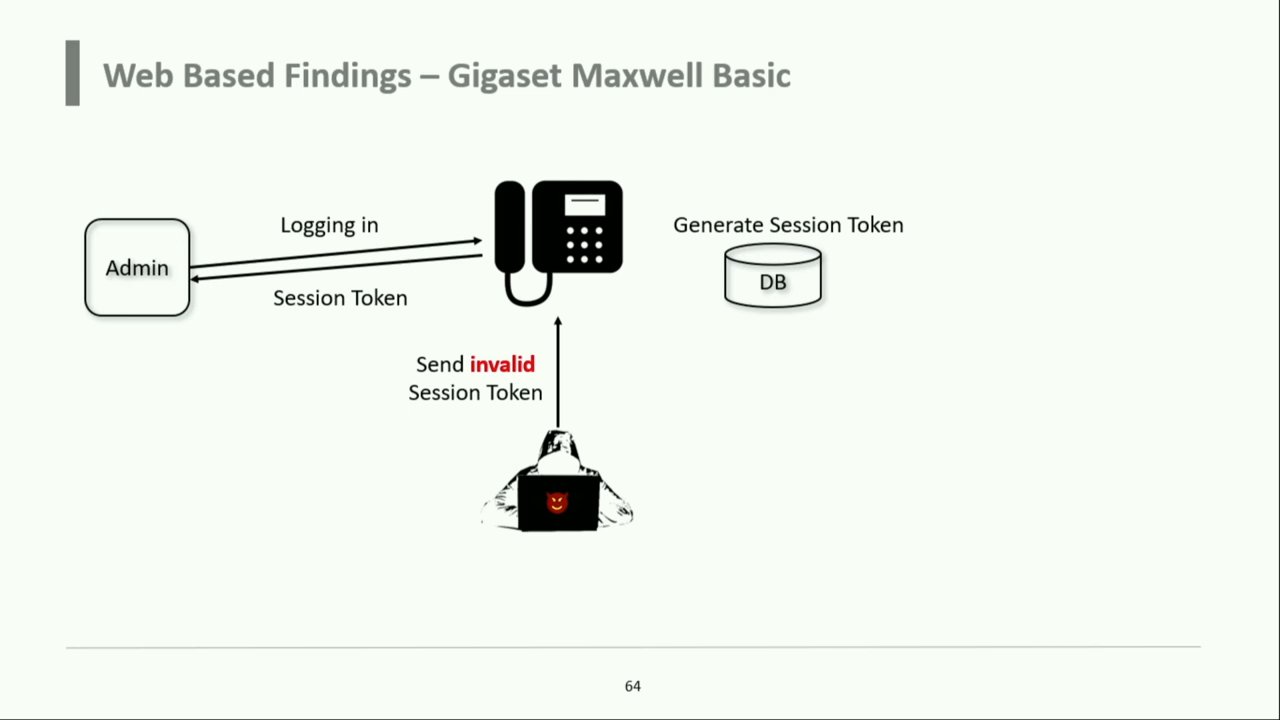 Web Based Findings – Gigaset Maxwell Basic
Logging in
Generate Session Token
Admin
DB
Session Token
Send invalid
Session Token
64